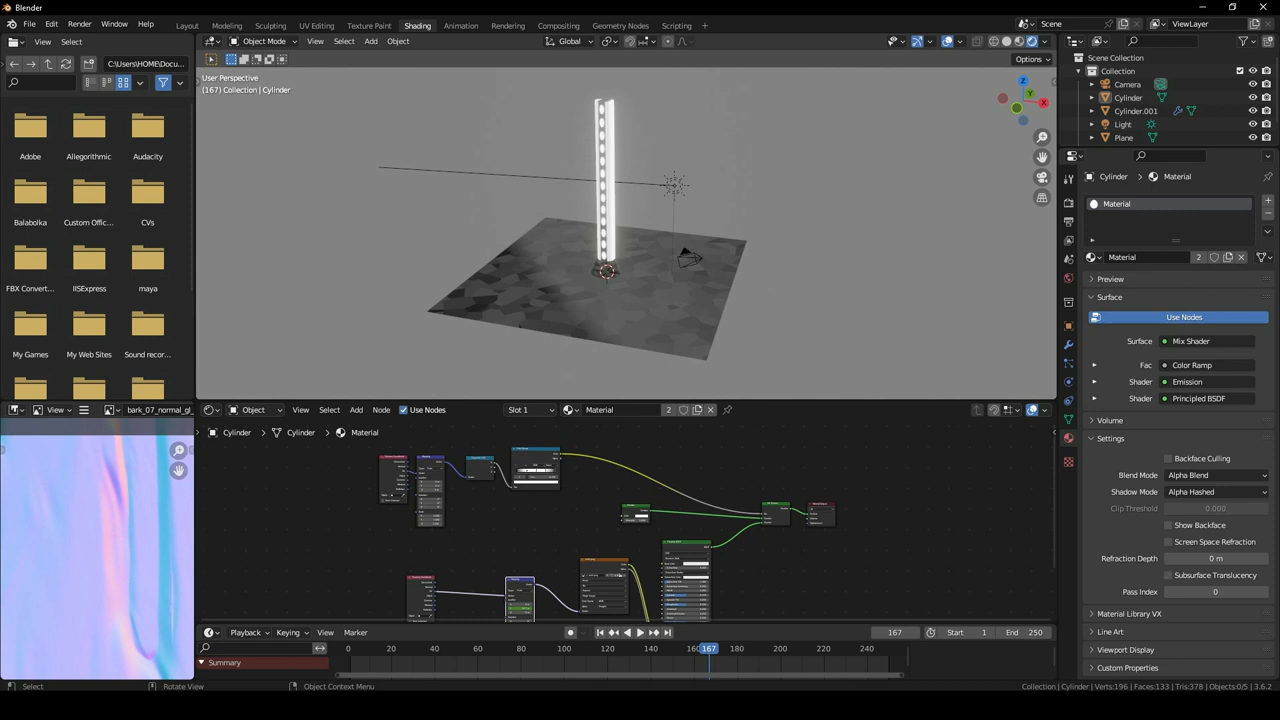 Blender
File Edit Render Window Help
Layout Modeling Sculpting UV Editing Texture Paint Shading Animation Rendering Compositing Geometry Nodes Scripting +
Scene
ViewLayer
View Select
Object Mode View Select Add Object
Global
C:\Users\HOME\Docu...
Options
User Perspective
(167) Collection | Cylinder
Z
Y
X
Adobe Allegorithmic Audacity
Balabolka Custom Offic... CVs
FBX Convert... IISExpress maya
My Games My Web Sites Sound recor...
Scene Collection
Collection
Camera
Cylinder
Cylinder.001
Light
Plane
Cylinder Material
Material
Material 2
Preview
Surface
Use Nodes
Surface Mix Shader
Fac Color Ramp
Shader Emission
Shader Principled BSDF
Volume
Settings
Backface Culling
Blend Mode Alpha Blend
Shadow Mode Alpha Hashed
Clip Threshold 0.000
Show Backface
Screen Space Refraction
Refraction Depth 0 m
Subsurface Translucency
Pass Index 0
Material Library VX
Line Art
Viewport Display
Custom Properties
View bark_07_normal_gl_
Object View Select Add Node Use Nodes Slot 1 Material 2
Cylinder Cylinder Material
Playback Keying View Marker
167 Start 1 End 250
0 20 40 60 80 100 120 140 16 167 180 200 220 240
Summary
Select Rotate View Object Context Menu
Collection | Cylinder | Verts:196 | Faces:133 | Tris:378 | Objects:0/5 | 3.6.2